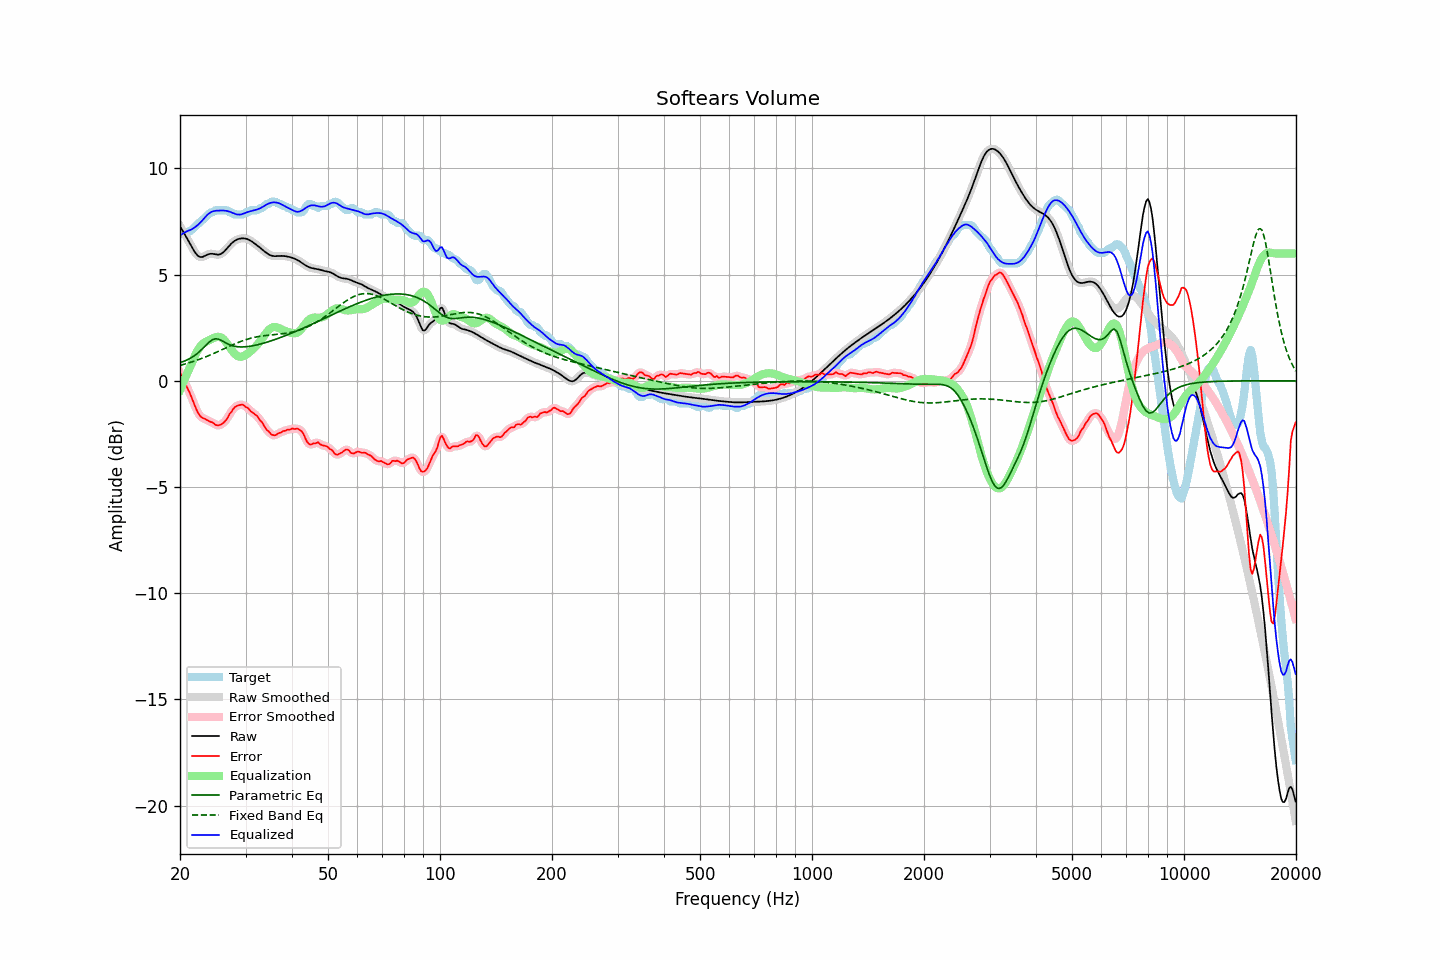 Softears Volume
Amplitude (dBr)
10
5
0
−5
−10
−15
−20
Target
Raw Smoothed
Error Smoothed
Raw
Error
Equalization
Parametric Eq
Fixed Band Eq
Equalized
20 50 100 200 500 1000 2000 5000 10000 20000
Frequency (Hz)